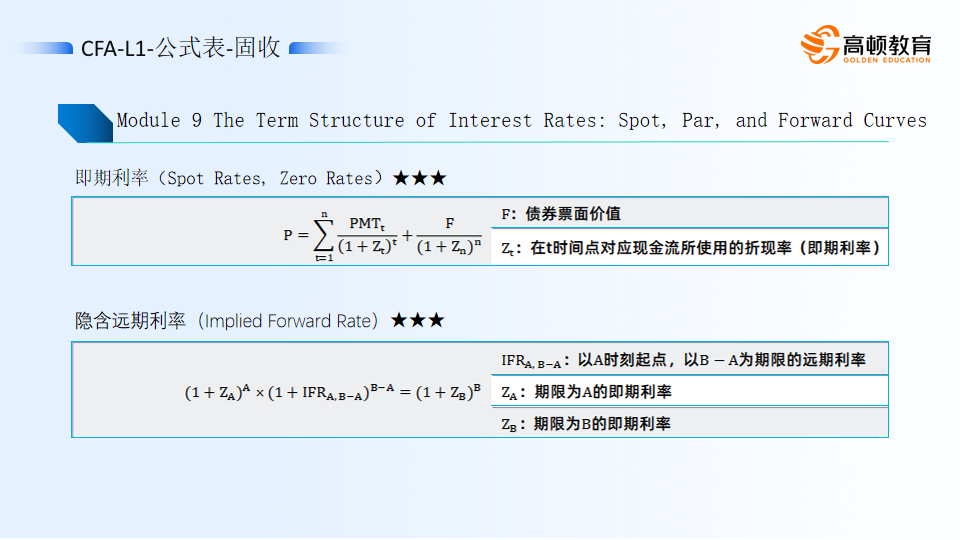 CFA-L1-公式表-固收
高顿教育
GOLDEN EDUCATION
Module 9 The Term Structure of Interest Rates: Spot, Par, and Forward Curves
即期利率（Spot Rates, Zero Rates）★★★
P = ∑_{t=1}^{n} PMT_t/(1 + Z_t)^t + F/(1 + Z_n)^n
F：债券票面价值
Z_t：在t时间点对应现金流所使用的折现率（即期利率）
隐含远期利率（Implied Forward Rate）★★★
(1 + Z_A)^A × (1 + IFR_{A,B−A})^{B−A} = (1 + Z_B)^B
IFR_{A,B−A}：以A时刻起点，以B − A为期限的远期利率
Z_A：期限为A的即期利率
Z_B：期限为B的即期利率